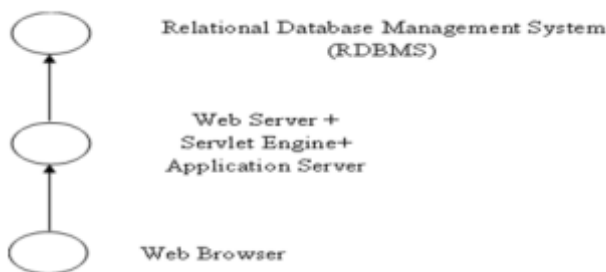 Relational Database Management System
(RDBMS)
Web Server +
Servlet Engine+
Application Server
Web Browser